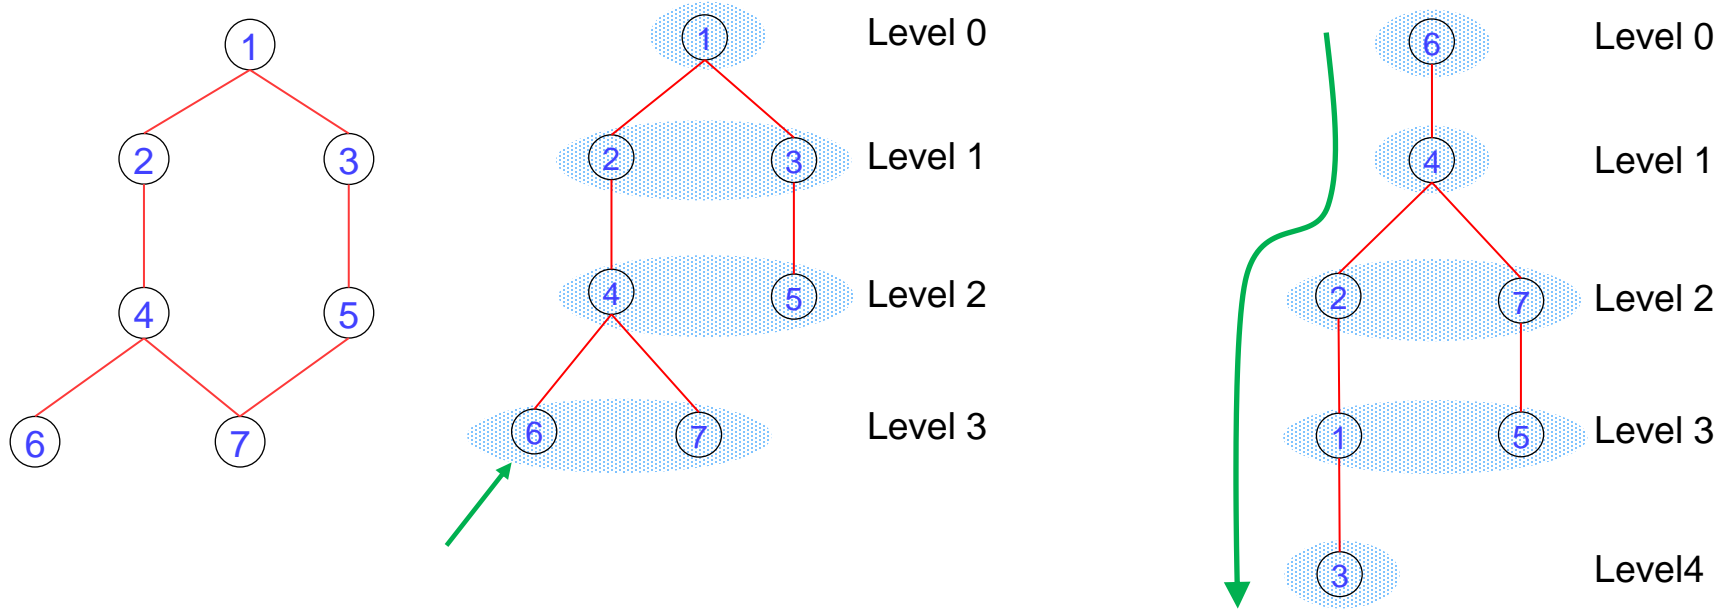 1
2 3
4 5
6 7
1 Level 0
2 3 Level 1
4 5 Level 2
6 7 Level 3
6 Level 0
4 Level 1
2 7 Level 2
1 5 Level 3
3 Level4